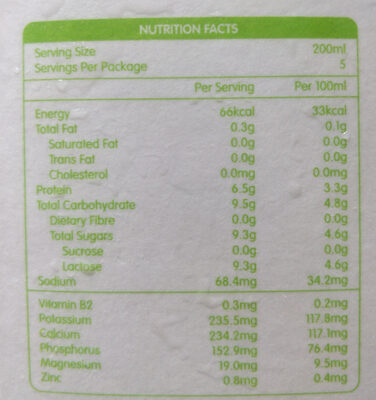 NUTRITION FACTS
Serving Size 200ml
Servings Per Package 5
Per Serving Per 100ml
Energy 66kcal 33kcal
Total Fat 0.3g 0.1g
Saturated Fat 0.0g 0.0g
Trans Fat 0.0g 0.0g
Cholesterol 0.0mg 0.0mg
Protein 6.5g 3.3g
Total Carbohydrate 9.5g 4.8g
Dietary Fibre 0.0g 0.0g
Total Sugars 9.3g 4.6g
Sucrose 0.0g 0.0g
Lactose 9.3g 4.6g
Sodium 68.4mg 34.2mg
Vitamin B2 0.3mg 0.2mg
Potassium 235.5mg 117.8mg
Calcium 234.2mg 117.1mg
Phosphorus 152.9mg 76.4mg
Magnesium 19.0mg 9.5mg
Zinc 0.8mg 0.4mg